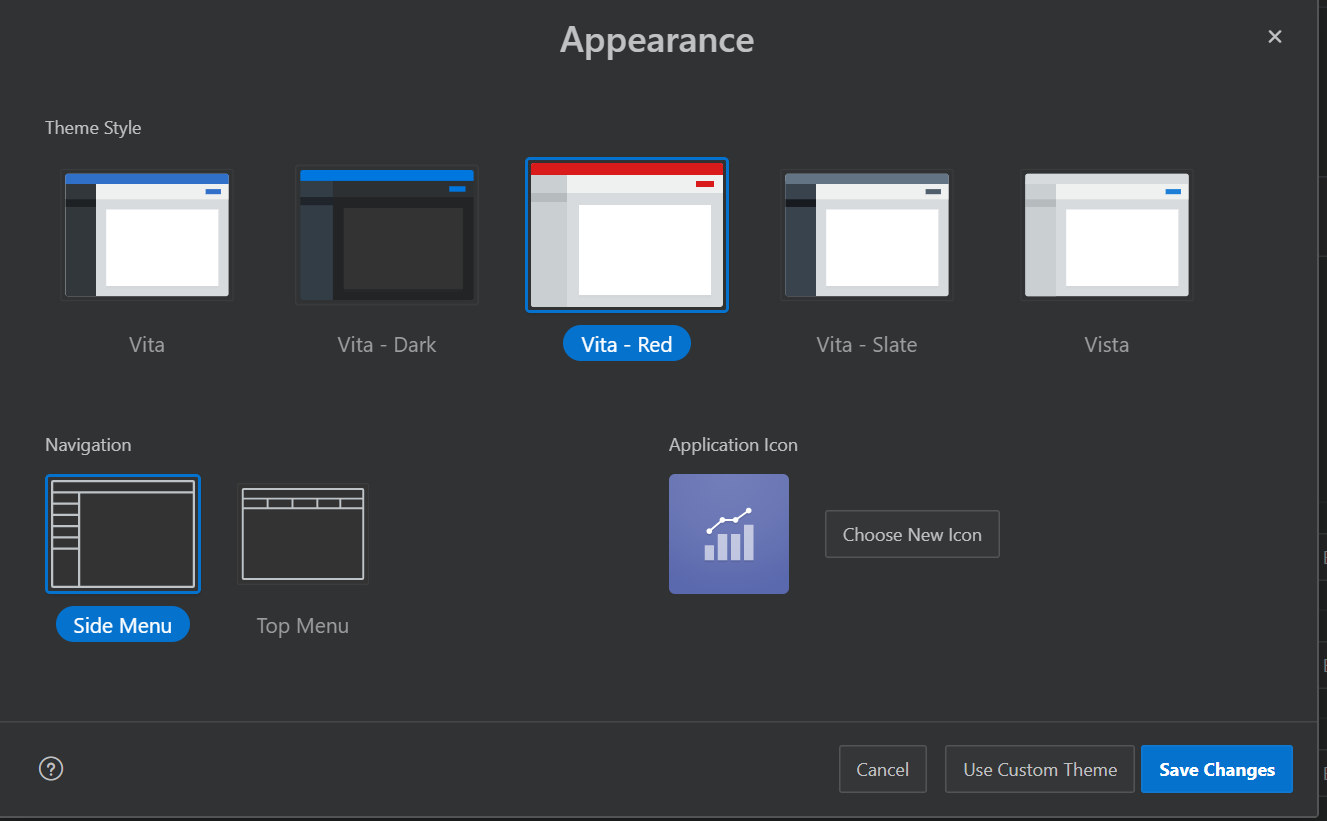 Appearance
Theme Style
Vita
Vita - Dark
Vita - Red
Vita - Slate
Vista
Navigation
Application Icon
Choose New Icon
Side Menu
Top Menu
Cancel
Use Custom Theme
Save Changes